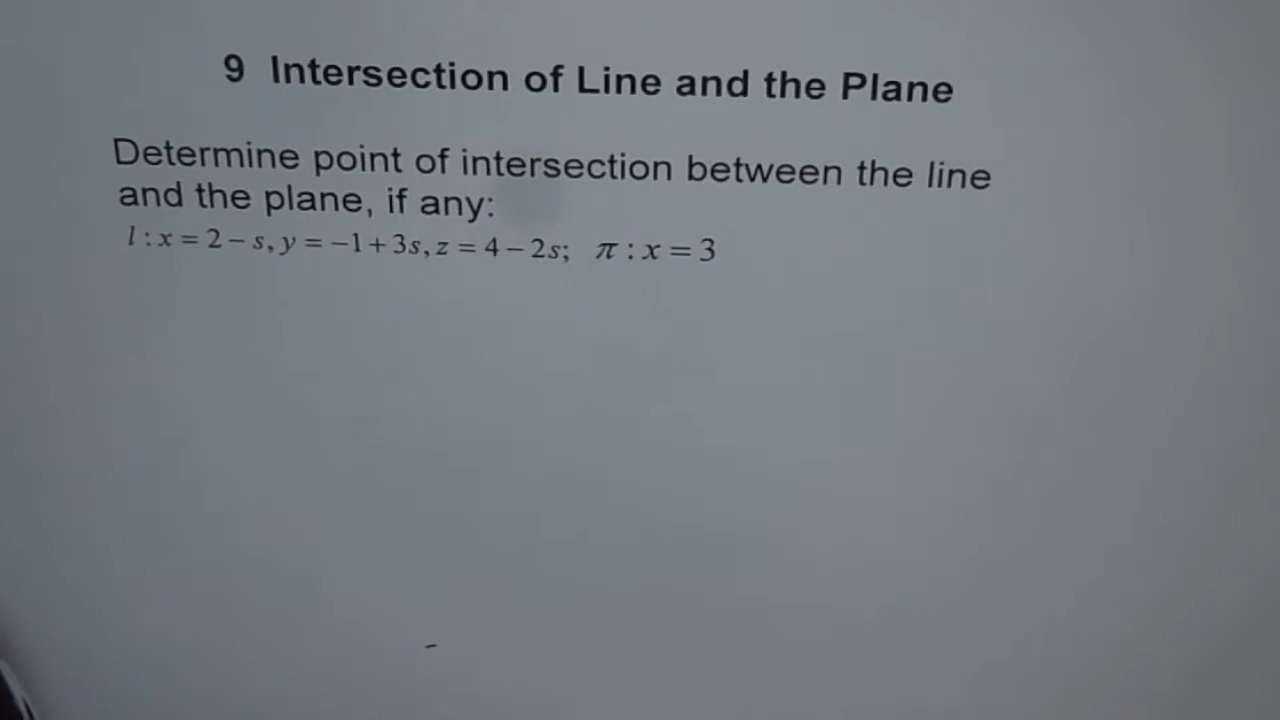 9 Intersection of Line and the Plane
Determine point of intersection between the line
and the plane, if any:
l : x = 2 – s, y = –1 + 3s, z = 4 – 2s; π : x = 3